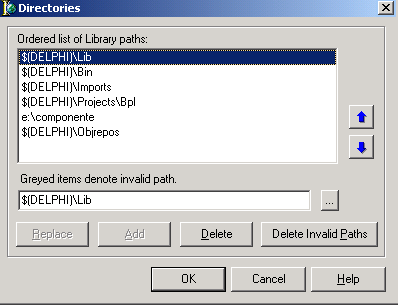 Directories
Ordered list of Library paths:
$(DELPHI)\Lib
$(DELPHI)\Bin
$(DELPHI)\Imports
$(DELPHI)\Projects\Bpl
e:\componente
$(DELPHI)\Objrepos
Greyed items denote invalid path.
$(DELPHI)\Lib
...
Replace Add Delete Delete Invalid Paths
OK Cancel Help